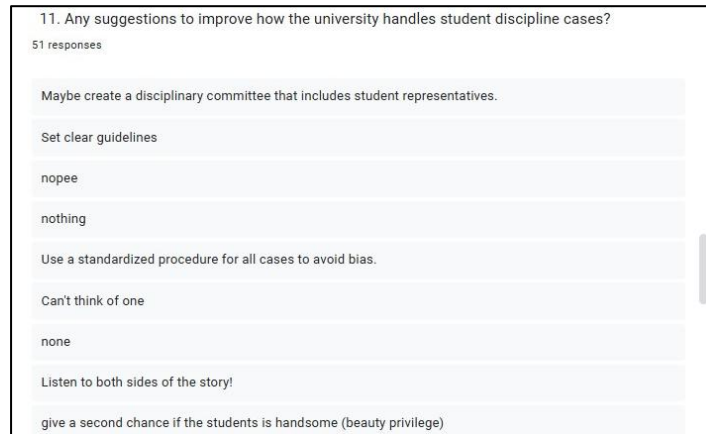 11. Any suggestions to improve how the university handles student discipline cases?
51 responses
Maybe create a disciplinary committee that includes student representatives.
Set clear guidelines
nopee
nothing
Use a standardized procedure for all cases to avoid bias.
Can't think of one
none
Listen to both sides of the story!
give a second chance if the students is handsome (beauty privilege)